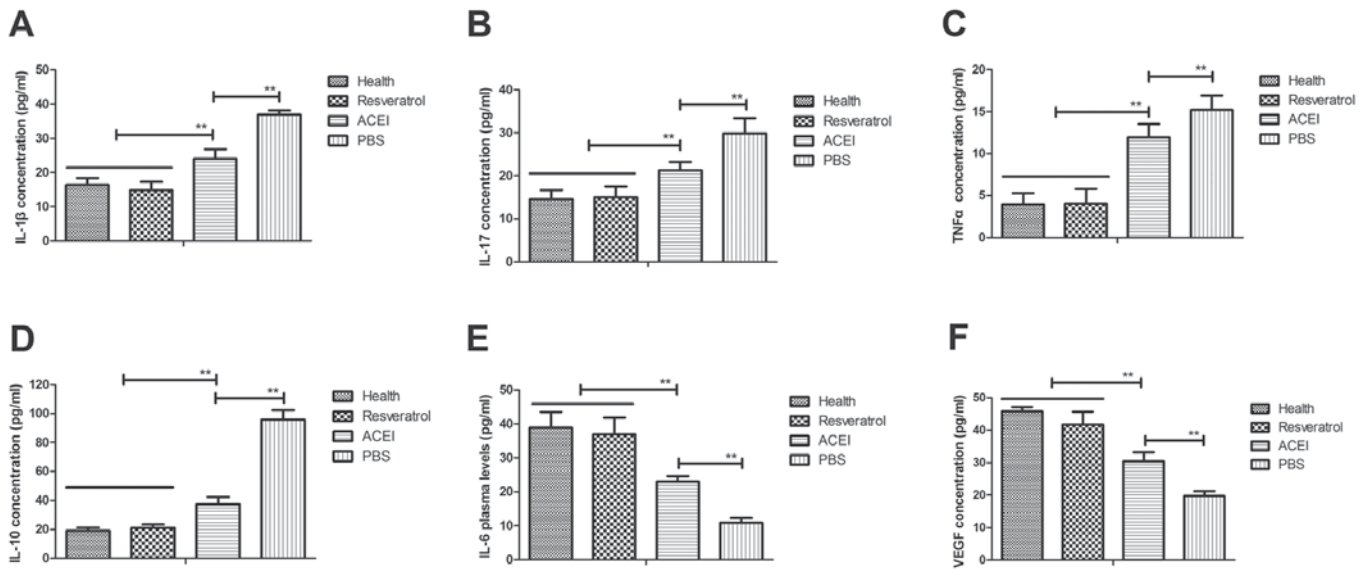 A
IL-1β concentration (pg/ml)
50
40
30
20
10
0
**
**
Health
Resveratrol
ACEI
PBS
B
IL-17 concentration (pg/ml)
40
30
20
10
0
**
**
Health
Resveratrol
ACEI
PBS
C
TNFα concentration (pg/ml)
20
15
10
5
0
**
**
Health
Resveratrol
ACEI
PBS
D
IL-10 concentration (pg/ml)
120
100
80
60
40
20
0
**
**
Health
Resveratrol
ACEI
PBS
E
IL-6 plasma levels (pg/ml)
50
40
30
20
10
0
**
**
Health
Resveratrol
ACEI
PBS
F
VEGF concentration (pg/ml)
50
40
30
20
10
0
**
**
Health
Resveratrol
ACEI
PBS